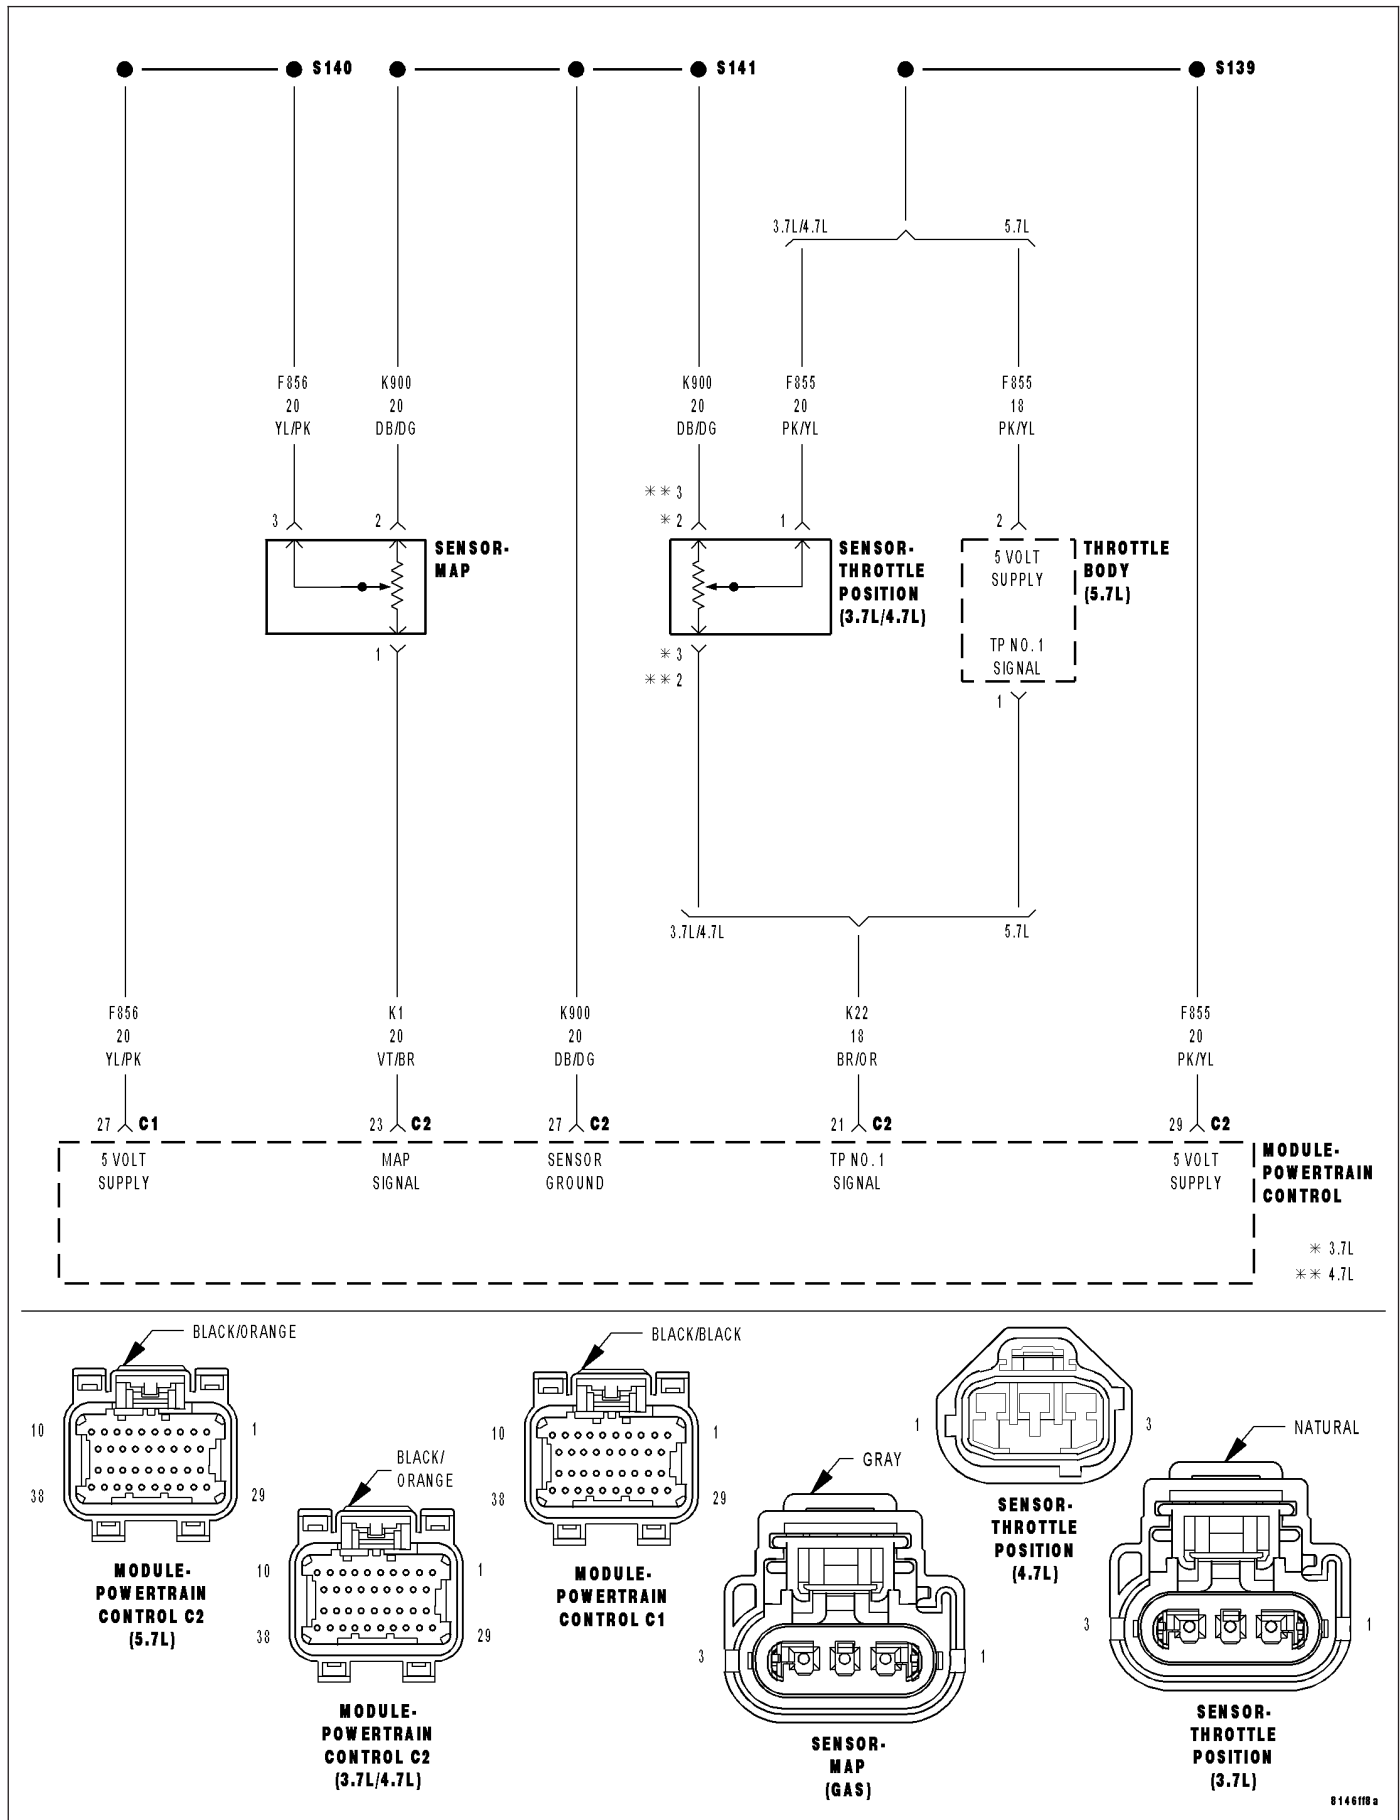 S140
S141
S139
3.7L/4.7L
5.7L
F856
20
YL/PK
K900
20
DB/DG
K900
20
DB/DG
F855
20
PK/YL
F855
18
PK/YL
** 3
* 2
3
2
1
2
SENSOR-
MAP
SENSOR-
THROTTLE
POSITION
(3.7L/4.7L)
5 VOLT
SUPPLY
TP NO. 1
SIGNAL
THROTTLE
BODY
(5.7L)
1
* 3
** 2
1
3.7L/4.7L
5.7L
F856
20
YL/PK
K1
20
VT/BR
K900
20
DB/DG
K22
18
BR/OR
F855
20
PK/YL
27 C1
23 C2
27 C2
21 C2
29 C2
5 VOLT
SUPPLY
MAP
SIGNAL
SENSOR
GROUND
TP NO. 1
SIGNAL
5 VOLT
SUPPLY
MODULE-
POWERTRAIN
CONTROL
* 3.7L
** 4.7L
BLACK/ORANGE
10
1
38
29
MODULE-
POWERTRAIN
CONTROL C2
(5.7L)
BLACK/
ORANGE
10
1
38
29
MODULE-
POWERTRAIN
CONTROL C2
(3.7L/4.7L)
BLACK/BLACK
10
1
38
29
MODULE-
POWERTRAIN
CONTROL C1
GRAY
3
1
SENSOR-
MAP
(GAS)
1
3
SENSOR-
THROTTLE
POSITION
(4.7L)
NATURAL
3
1
SENSOR-
THROTTLE
POSITION
(3.7L)
8146ff8a